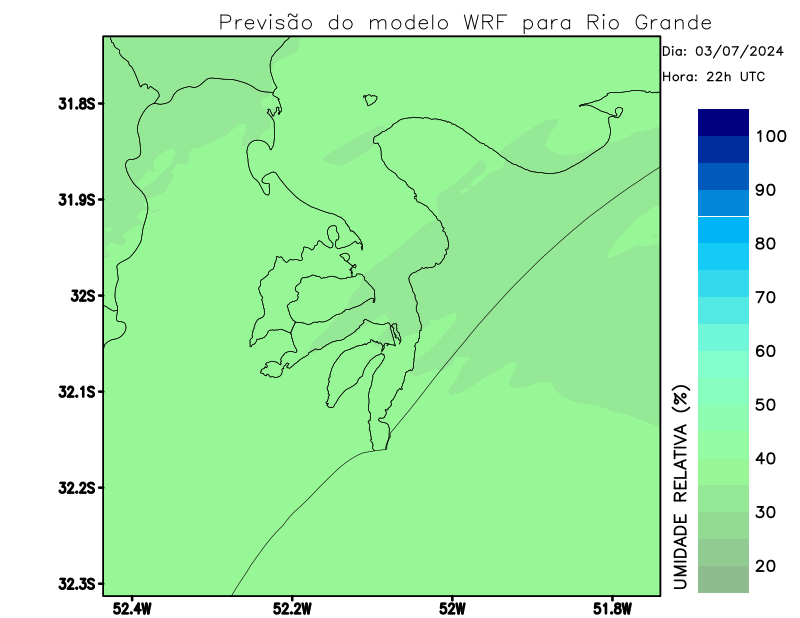 Previsão do modelo WRF para Rio Grande
Dia: 03/07/2024
Hora: 22h UTC
31.8S
31.9S
32S
32.1S
32.2S
32.3S
52.4W
52.2W
52W
51.8W
UMIDADE RELATIVA (%)
100
90
80
70
60
50
40
30
20